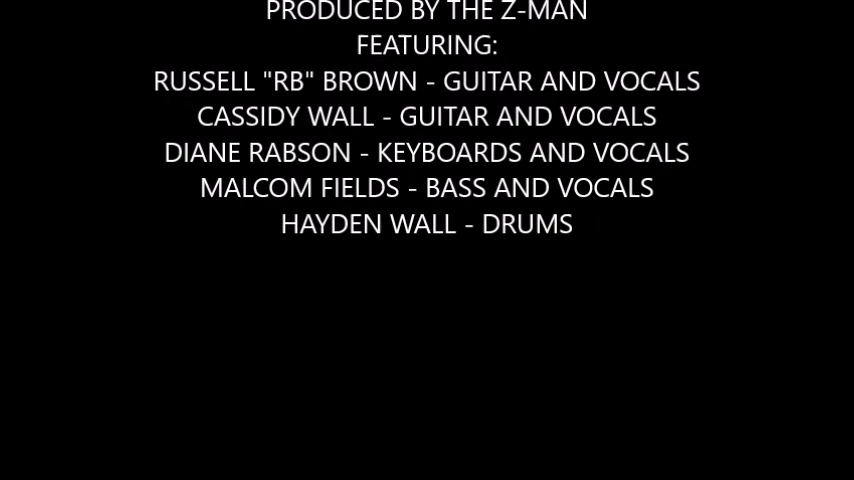 PRODUCED BY THE Z-MAN
FEATURING:
RUSSELL "RB" BROWN - GUITAR AND VOCALS
CASSIDY WALL - GUITAR AND VOCALS
DIANE RABSON - KEYBOARDS AND VOCALS
MALCOM FIELDS - BASS AND VOCALS
HAYDEN WALL - DRUMS